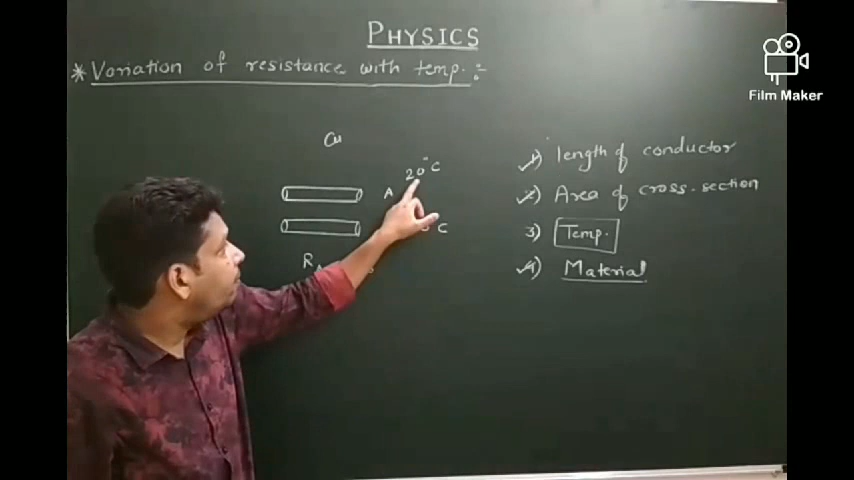 PHYSICS
* Variation of resistance with temp. :-
Film Maker
Cu
1) length of conductor
20°C
A
2) Area of cross-section
C
3) Temp.
R
4) Material